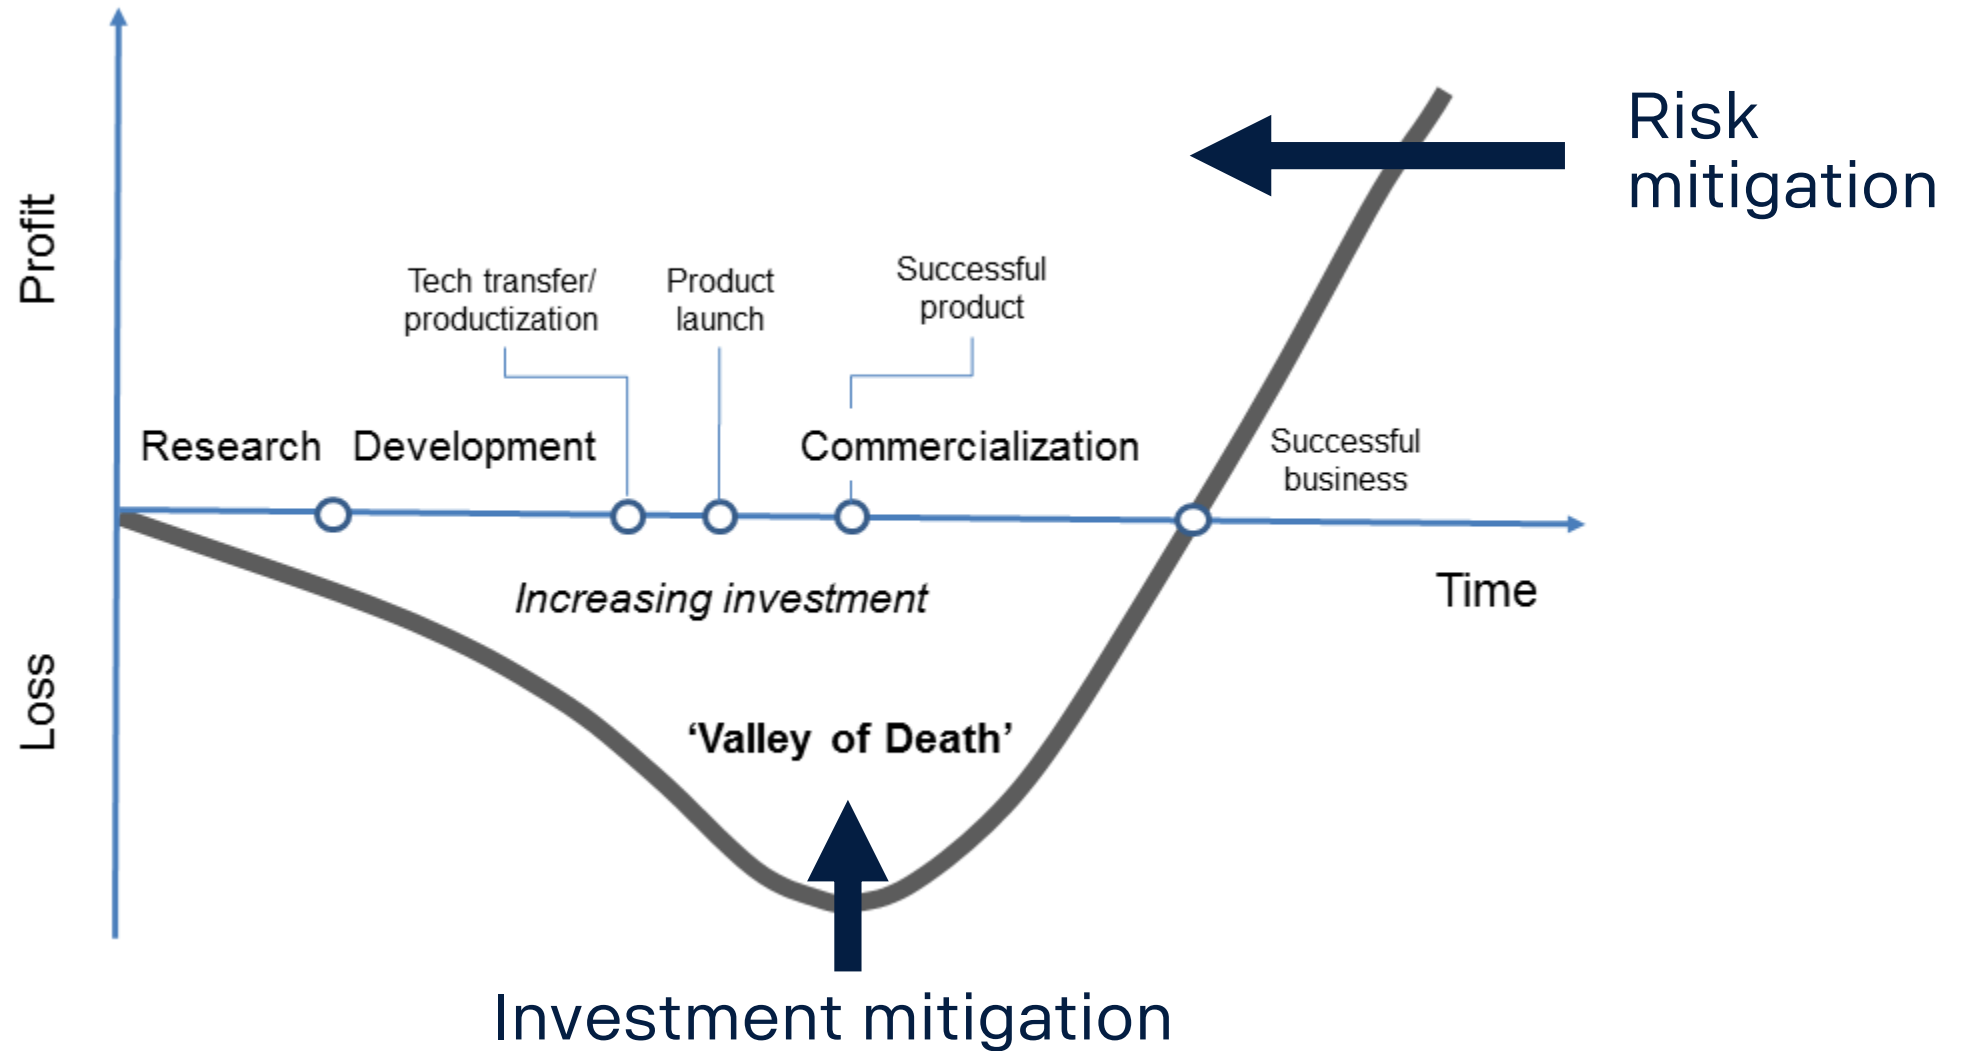 Risk
mitigation
Profit
Tech transfer/
productization
Product
launch
Successful
product
Research
Development
Commercialization
Successful
business
Increasing investment
Time
Loss
‘Valley of Death’
Investment mitigation